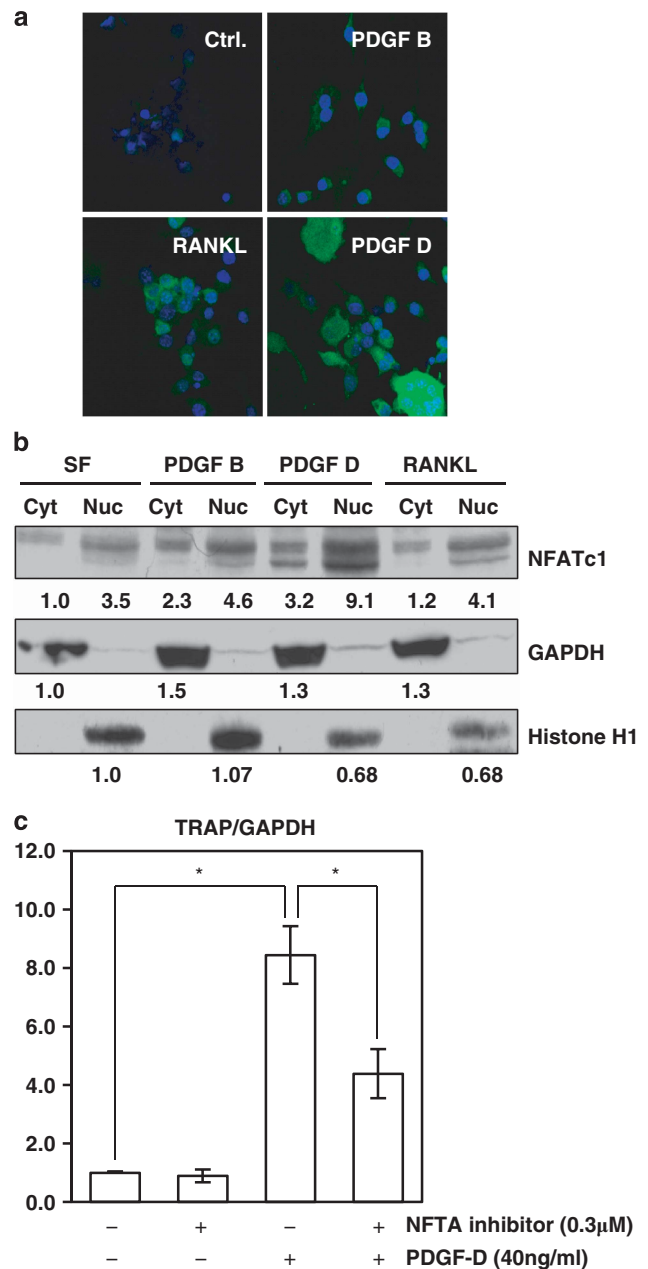 a
Ctrl.
PDGF B
RANKL
PDGF D
b
SF PDGF B PDGF D RANKL
Cyt Nuc Cyt Nuc Cyt Nuc Cyt Nuc
NFATc1
1.0 3.5 2.3 4.6 3.2 9.1 1.2 4.1
GAPDH
1.0 1.5 1.3 1.3
Histone H1
1.0 1.07 0.68 0.68
c
TRAP/GAPDH
12.0
* *
10.0
8.0
6.0
4.0
2.0
0.0
– + – + NFTA inhibitor (0.3μM)
– – + + PDGF-D (40ng/ml)